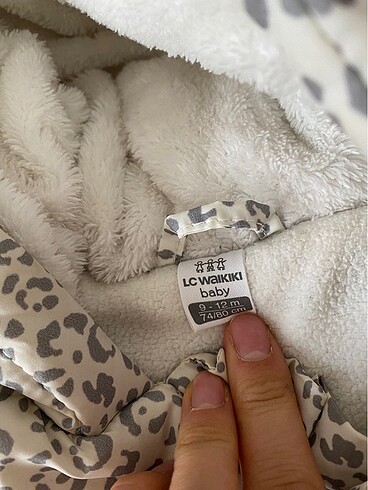 LC WAIKIKI
baby
9 - 12 m
74/80 cm